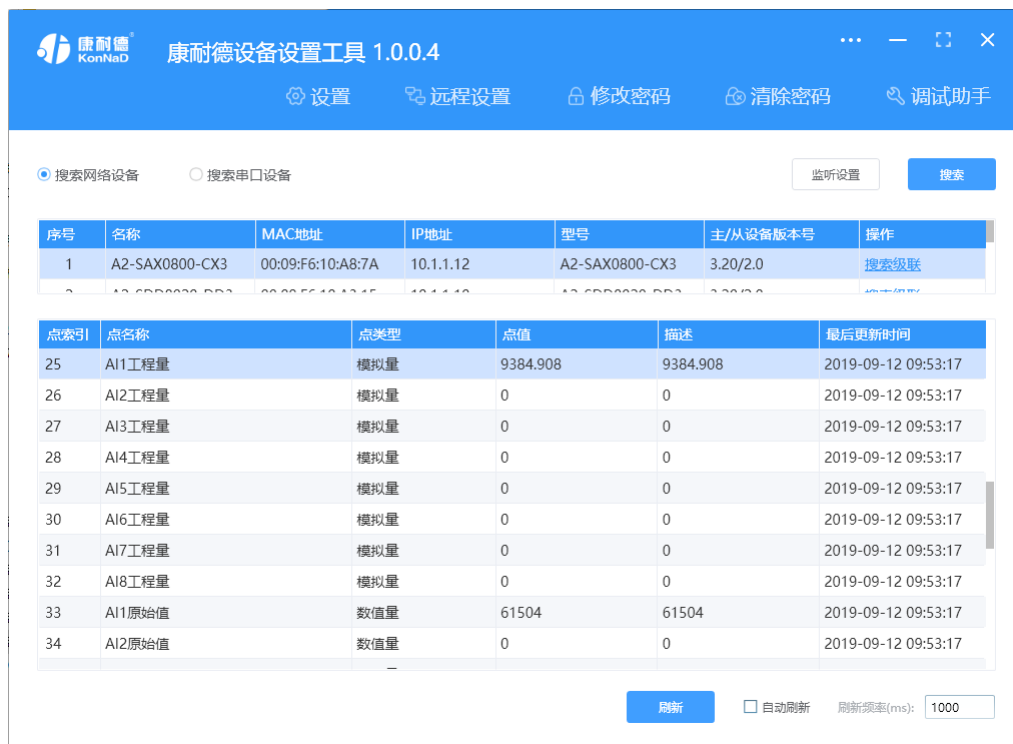 康耐德®
KonNaD
康耐德设备设置工具 1.0.0.4
设置 远程设置 修改密码 清除密码 调试助手
搜索网络设备 搜索串口设备 监听设置 搜索
序号 名称 MAC地址 IP地址 型号 主/从设备版本号 操作
1 A2-SAX0800-CX3 00:09:F6:10:A8:7A 10.1.1.12 A2-SAX0800-CX3 3.20/2.0 搜索级联
点索引 点名称 点类型 点值 描述 最后更新时间
25 AI1工程量 模拟量 9384.908 9384.908 2019-09-12 09:53:17
26 AI2工程量 模拟量 0 0 2019-09-12 09:53:17
27 AI3工程量 模拟量 0 0 2019-09-12 09:53:17
28 AI4工程量 模拟量 0 0 2019-09-12 09:53:17
29 AI5工程量 模拟量 0 0 2019-09-12 09:53:17
30 AI6工程量 模拟量 0 0 2019-09-12 09:53:17
31 AI7工程量 模拟量 0 0 2019-09-12 09:53:17
32 AI8工程量 模拟量 0 0 2019-09-12 09:53:17
33 AI1原始值 数值量 61504 61504 2019-09-12 09:53:17
34 AI2原始值 数值量 0 0 2019-09-12 09:53:17
刷新 自动刷新 刷新频率(ms): 1000